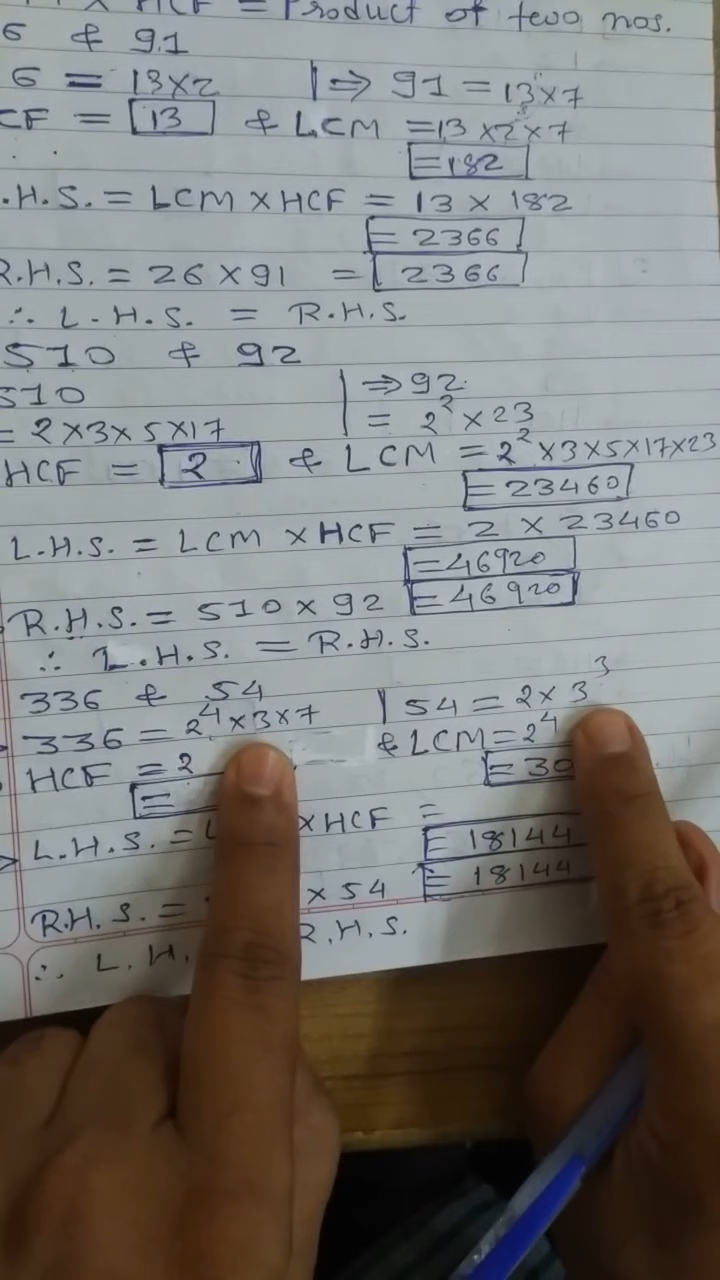 HCF = Product of two nos.
6 & 91
6 = 13×2 | ⇒ 91 = 13×7
CF = 13 & LCM = 13×2×7
= 182
.H.S. = LCM × HCF = 13 × 182
= 2366
R.H.S. = 26 × 91 = 2366
∴ L.H.S. = R.H.S.
510 & 92
510 | ⇒ 92
= 2×3×5×17 | = 2² × 23
HCF = 2 & LCM = 2² ×3×5×17×23
= 23460
L.H.S. = LCM × HCF = 2 × 23460
= 46920
R.H.S. = 510 × 92 = 46920
∴ L.H.S. = R.H.S.
336 & 54
336 = 2⁴ × 3 × 7 | 54 = 2 × 3³
HCF = 2 & LCM = 2⁴
= = 30
L.H.S. = L × HCF =
= 18144
R.H.S. = × 54 = 18144
∴ L.H. R.H.S.